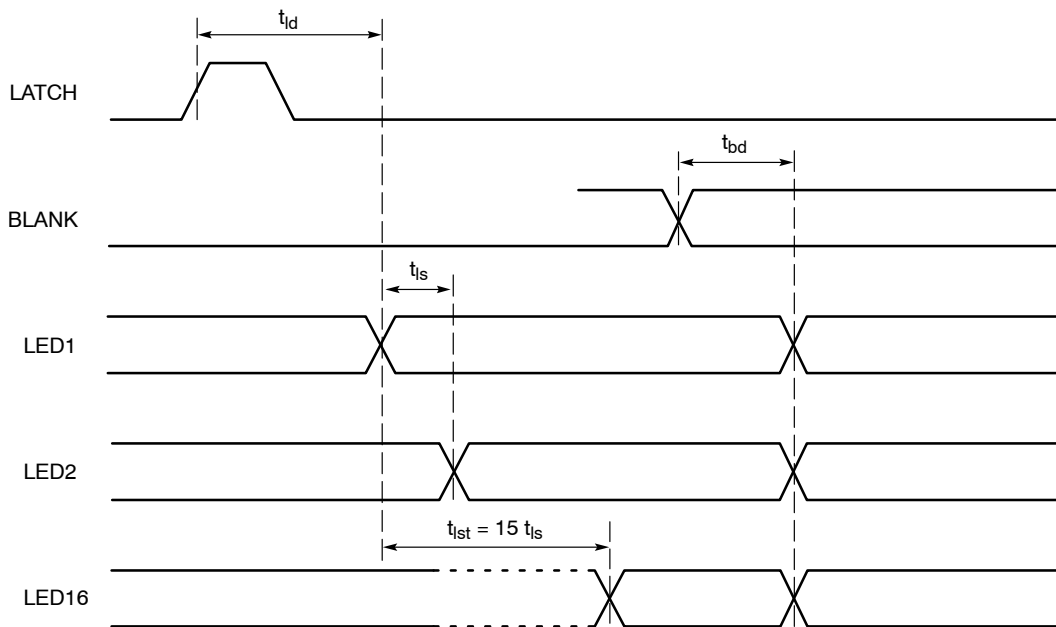 t_ld
LATCH
t_bd
BLANK
t_ls
LED1
LED2
t_lst = 15 t_ls
LED16